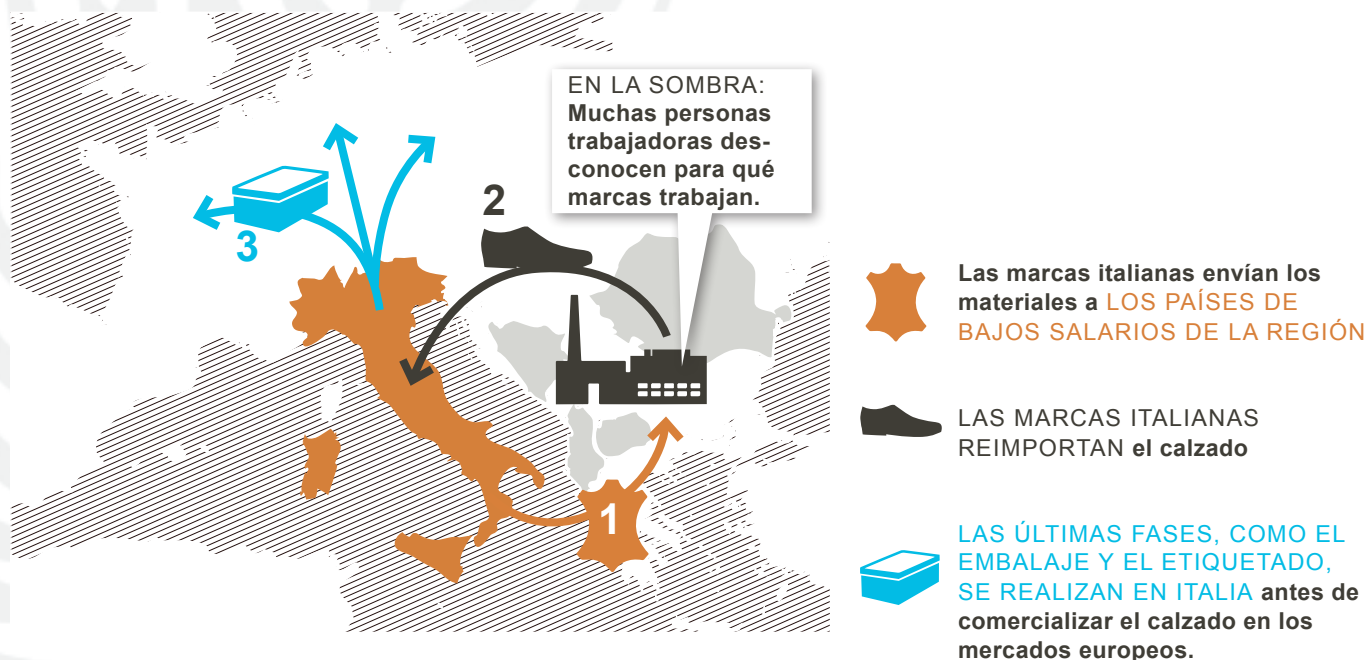 EN LA SOMBRA:
Muchas personas
trabajadoras des-
conocen para qué
marcas trabajan.
2
3
1
Las marcas italianas envían los
materiales a LOS PAÍSES DE
BAJOS SALARIOS DE LA REGIÓN
LAS MARCAS ITALIANAS
REIMPORTAN el calzado
LAS ÚLTIMAS FASES, COMO EL
EMBALAJE Y EL ETIQUETADO,
SE REALIZAN EN ITALIA antes de
comercializar el calzado en los
mercados europeos.